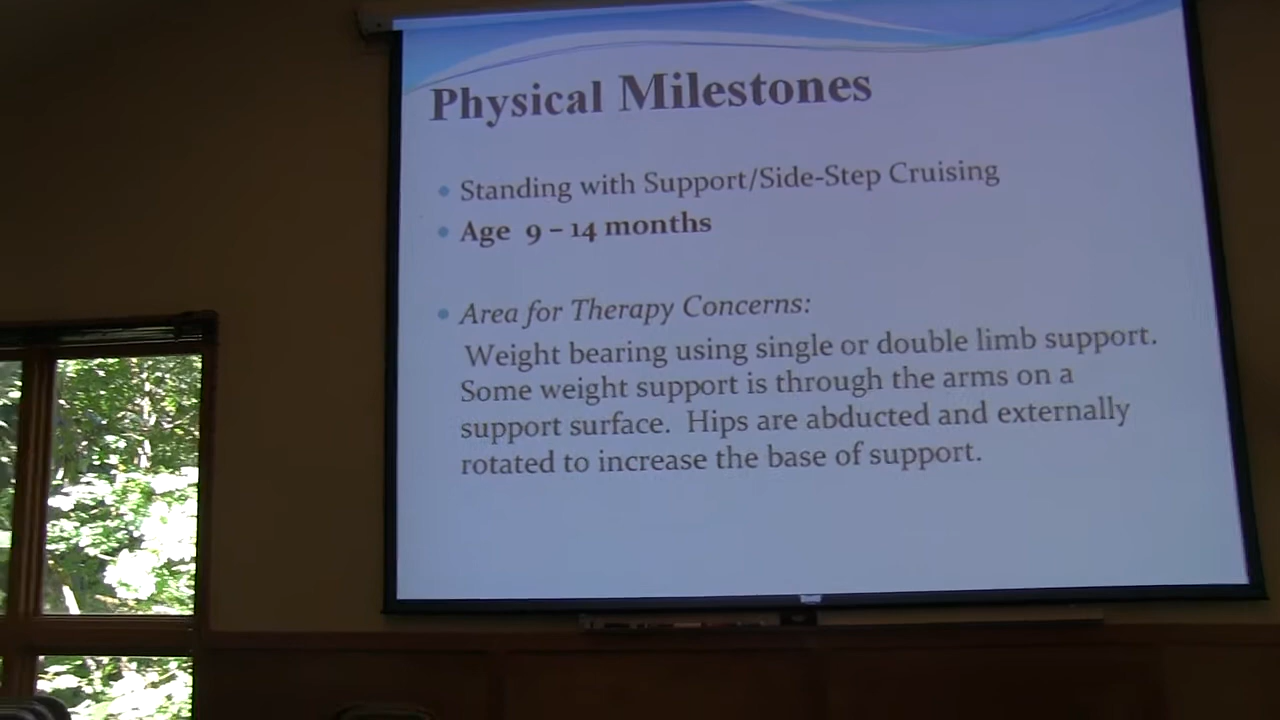 Physical Milestones
• Standing with Support/Side-Step Cruising
• Age 9 – 14 months
• Area for Therapy Concerns:
Weight bearing using single or double limb support.
Some weight support is through the arms on a
support surface. Hips are abducted and externally
rotated to increase the base of support.